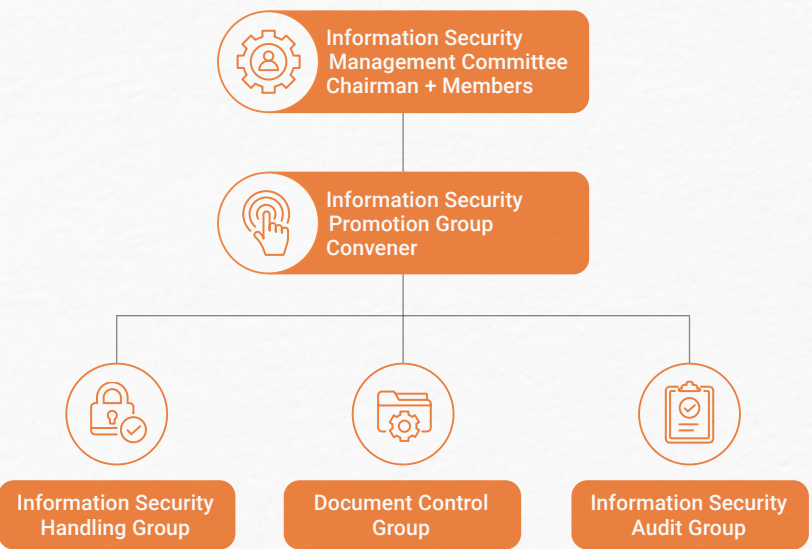 Information Security
Management Committee
Chairman + Members
Information Security
Promotion Group
Convener
Information Security
Handling Group
Document Control
Group
Information Security
Audit Group